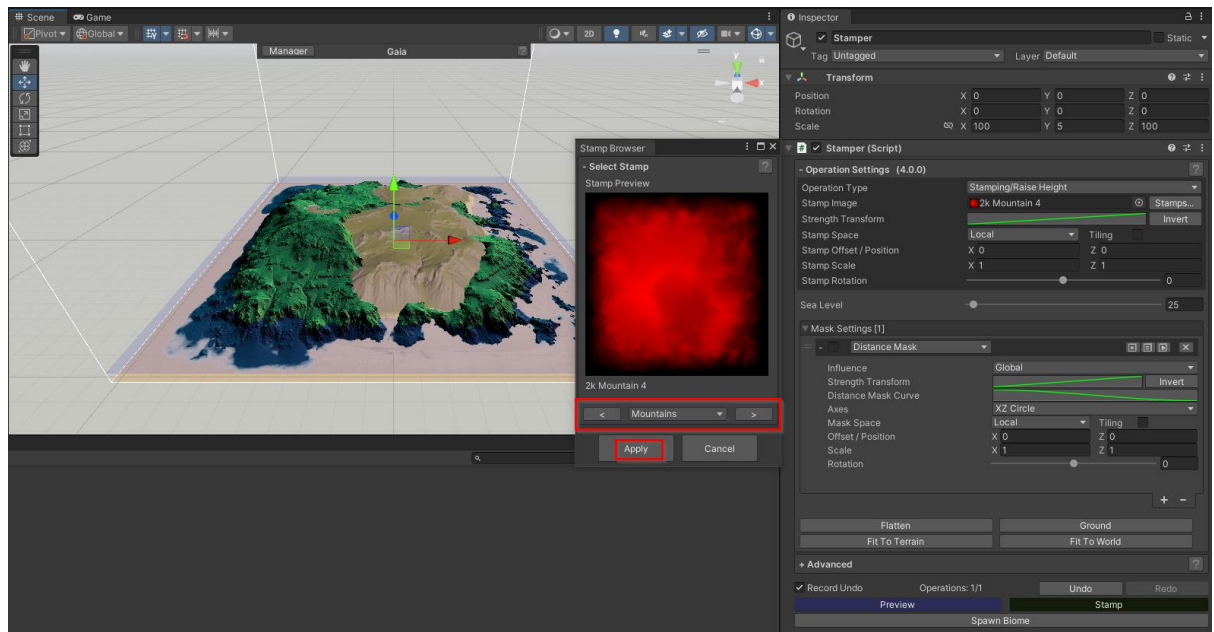 Scene Game
Pivot Global 2D
Manager Gaia
y
x
Stamp Browser
- Select Stamp ?
Stamp Preview
2k Mountain 4
< Mountains >
Apply Cancel
Inspector
Stamper Static
Tag Untagged Layer Default
Transform
Position X 0 Y 0 Z 0
Rotation X 0 Y 0 Z 0
Scale X 100 Y 5 Z 100
# Stamper (Script)
- Operation Settings (4.0.0) ?
Operation Type Stamping/Raise Height
Stamp Image 2k Mountain 4 Stamps...
Strength Transform Invert
Stamp Space Local Tiling
Stamp Offset / Position X 0 Z 0
Stamp Scale X 1 Z 1
Stamp Rotation 0
Sea Level 25
Mask Settings [1]
- Distance Mask
Influence Global
Strength Transform Invert
Distance Mask Curve
Axes XZ Circle
Mask Space Local Tiling
Offset / Position X 0 Z 0
Scale X 1 Z 1
Rotation 0
+ -
Flatten Ground
Fit To Terrain Fit To World
+ Advanced ?
Record Undo Operations: 1/1 Undo Redo
Preview Stamp
Spawn Biome